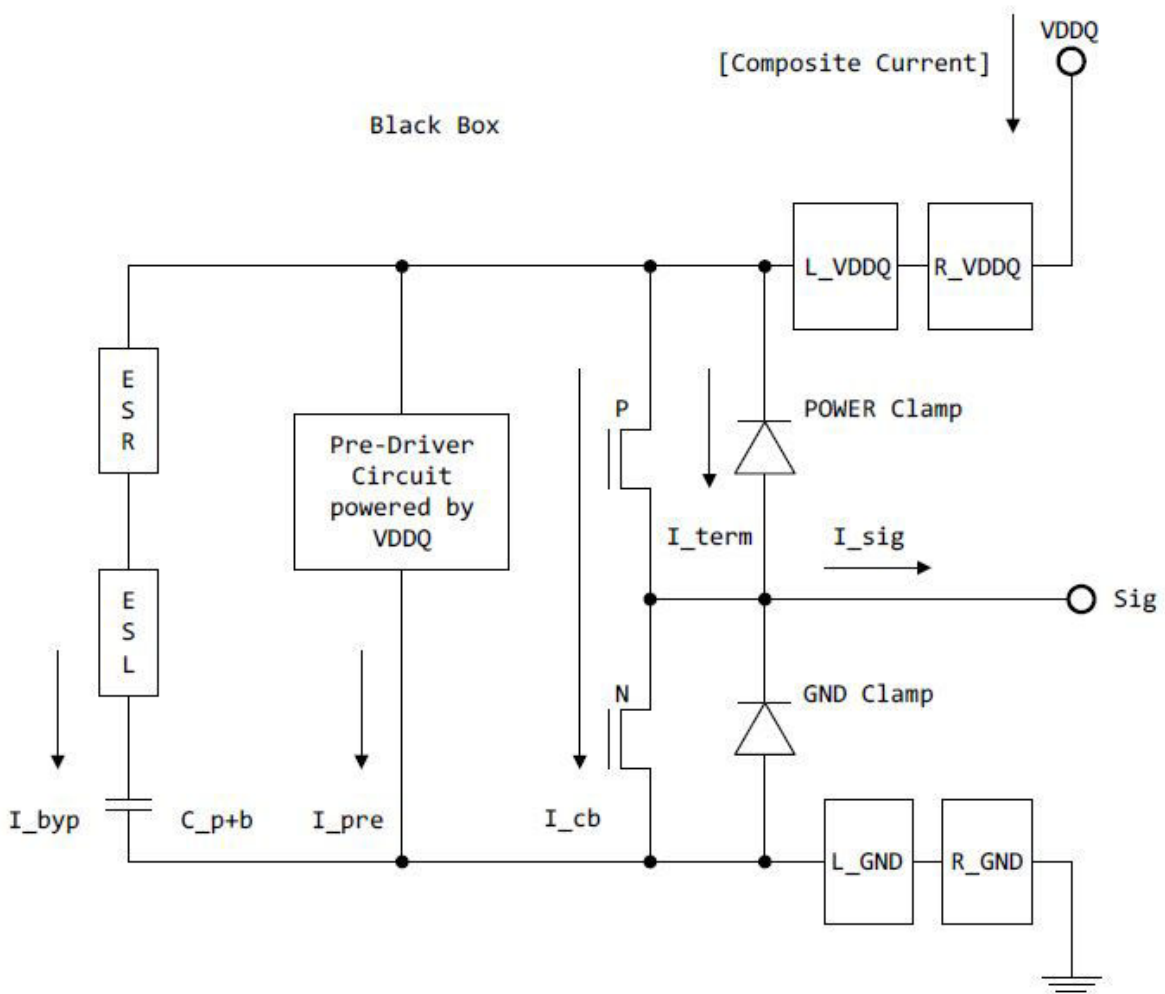 VDDQ
[Composite Current]
Black Box
L_VDDQ
R_VDDQ
E
S
R
P
POWER Clamp
Pre-Driver
Circuit
powered by
VDDQ
I_term
I_sig
E
S
L
Sig
N
GND Clamp
I_byp
C_p+b
I_pre
I_cb
L_GND
R_GND